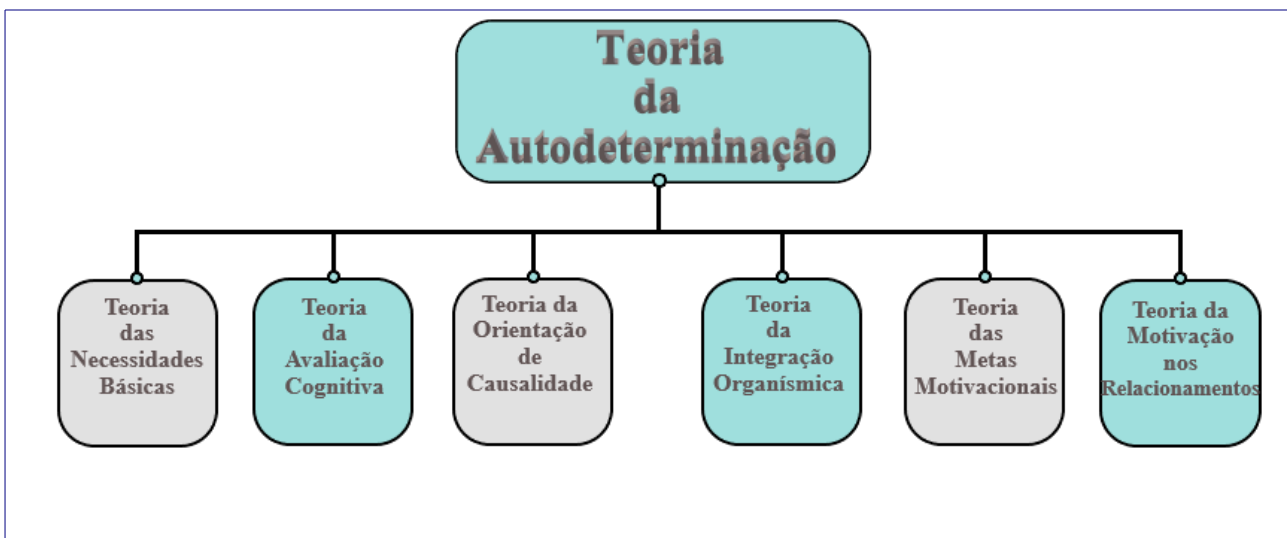 Teoria
da
Autodeterminação
Teoria
das
Necessidades
Básicas
Teoria
da
Avaliação
Cognitiva
Teoria da
Orientação
de
Causalidade
Teoria
da
Integração
Organísmica
Teoria
das
Metas
Motivacionais
Teoria da
Motivação
nos
Relacionamentos